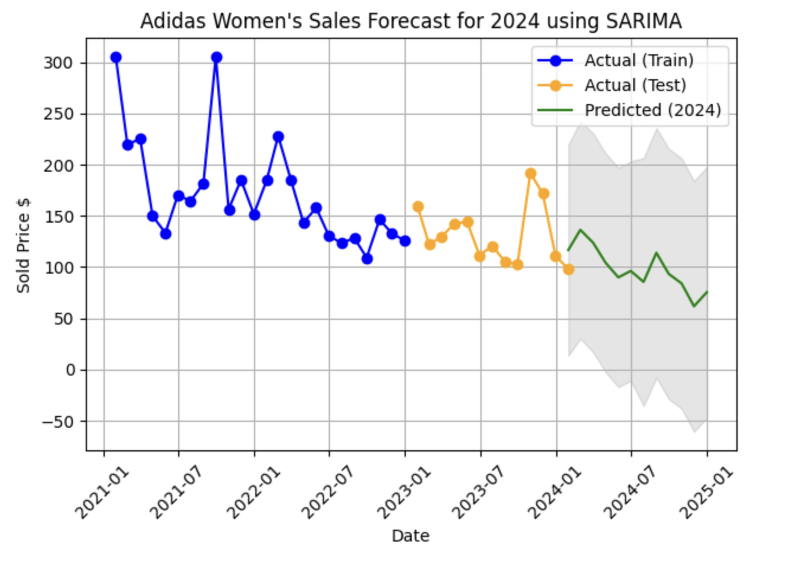 Adidas Women's Sales Forecast for 2024 using SARIMA
Actual (Train)
Actual (Test)
Predicted (2024)
Sold Price $
300
250
200
150
100
50
0
−50
2021-01
2021-07
2022-01
2022-07
2023-01
2023-07
2024-01
2024-07
2025-01
Date